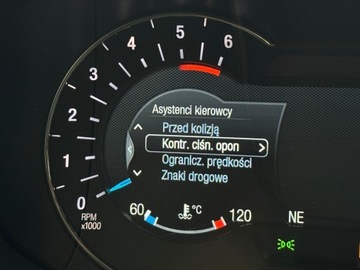 6
5
4
3
2
1
0
RPM
x1000
Asystenci kierowcy
Przed kolizją
Kontr. ciśn. opon
Ogranicz. prędkości
Znaki drogowe
60 °C 120
NE